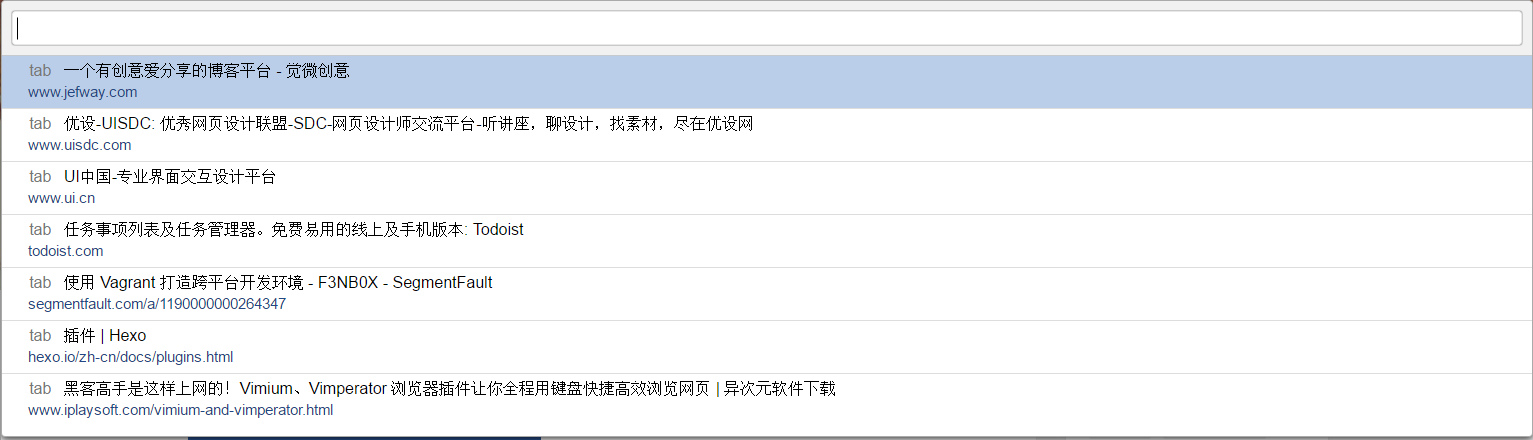 tab 一个有创意爱分享的博客平台 - 觉微创意
www.jefway.com
tab 优设-UISDC: 优秀网页设计联盟-SDC-网页设计师交流平台-听讲座，聊设计，找素材，尽在优设网
www.uisdc.com
tab UI中国-专业界面交互设计平台
www.ui.cn
tab 任务事项列表及任务管理器。免费易用的线上及手机版本: Todoist
todoist.com
tab 使用 Vagrant 打造跨平台开发环境 - F3NB0X - SegmentFault
segmentfault.com/a/1190000000264347
tab 插件 | Hexo
hexo.io/zh-cn/docs/plugins.html
tab 黑客高手是这样上网的！Vimium、Vimperator 浏览器插件让你全程用键盘快捷高效浏览网页 | 异次元软件下载
www.iplaysoft.com/vimium-and-vimperator.html